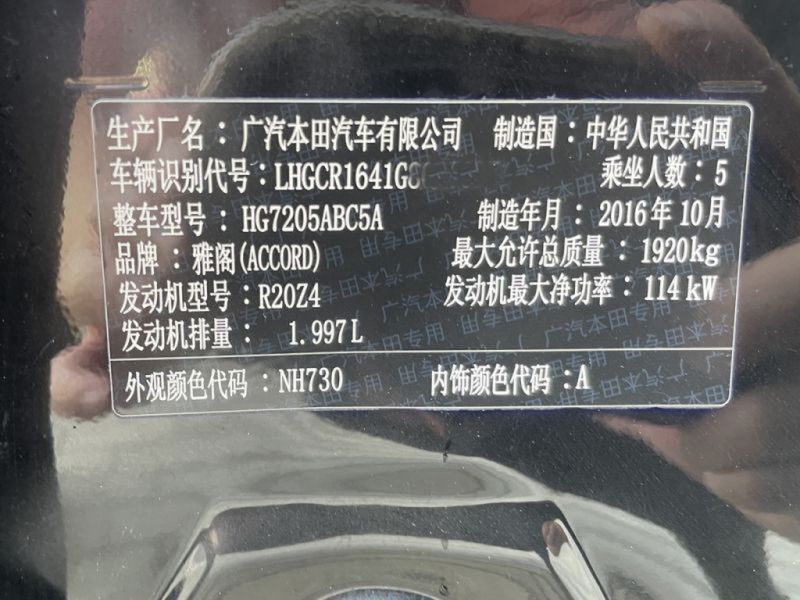 生产厂名：广汽本田汽车有限公司 制造国：中华人民共和国
车辆识别代号：LHGCR1641G8 乘坐人数：5
整车型号：HG7205ABC5A 制造年月：2016年10月
品牌：雅阁(ACCORD) 最大允许总质量：1920kg
发动机型号：R20Z4 发动机最大净功率：114kW
发动机排量：1.997L
外观颜色代码：NH730 内饰颜色代码：A